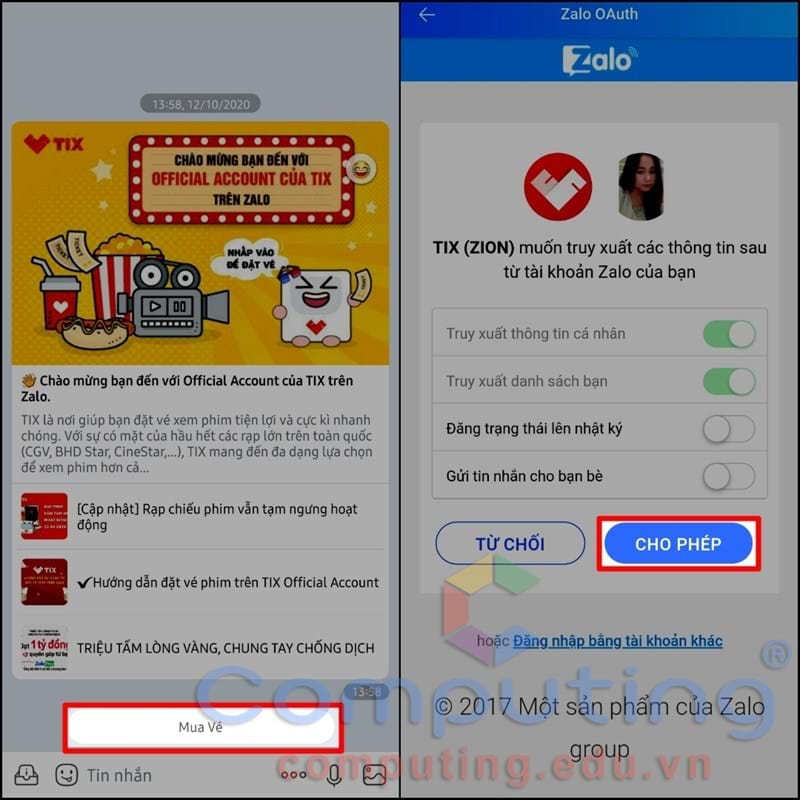 13:58, 12/10/2020
TIX
CHÀO MỪNG BẠN ĐẾN VỚI
OFFICIAL ACCOUNT CỦA TIX
TRÊN ZALO
TICKET
NHẤP VÀO
ĐỂ ĐẶT VÉ
👋 Chào mừng bạn đến với Official Account của TIX trên
Zalo.
TIX là nơi giúp bạn đặt vé xem phim tiện lợi và cực kì nhanh
chóng. Với sự có mặt của hầu hết các rạp lớn trên toàn quốc
(CGV, BHD Star, CineStar,...), TIX mang đến đa dạng lựa chọn
để xem phim hơn cả...
[Cập nhật] Rạp chiếu phim vẫn tạm ngưng hoạt
động
TIX
✔Hướng dẫn đặt vé phim trên TIX Official Account
1 tỷ đồng
TRIỆU TẤM LÒNG VÀNG, CHUNG TAY CHỐNG DỊCH
13:58
Mua Vé
Tin nhắn
Zalo OAuth
Zalo
TIX (ZION) muốn truy xuất các thông tin sau
từ tài khoản Zalo của bạn
Truy xuất thông tin cá nhân
Truy xuất danh sách bạn
Đăng trạng thái lên nhật ký
Gửi tin nhắn cho bạn bè
TỪ CHỐI
CHO PHÉP
hoặc Đăng nhập bằng tài khoản khác
© 2017 Một sản phẩm của Zalo
group
Computing®
computing.edu.vn